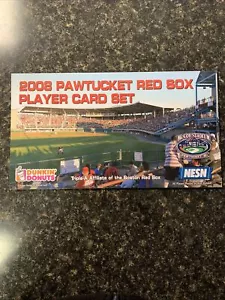 2008 PAWTUCKET RED SOX
PLAYER CARD SET
DUNKIN'
DONUTS
Triple-A Affiliate of the Boston Red Sox
NESN